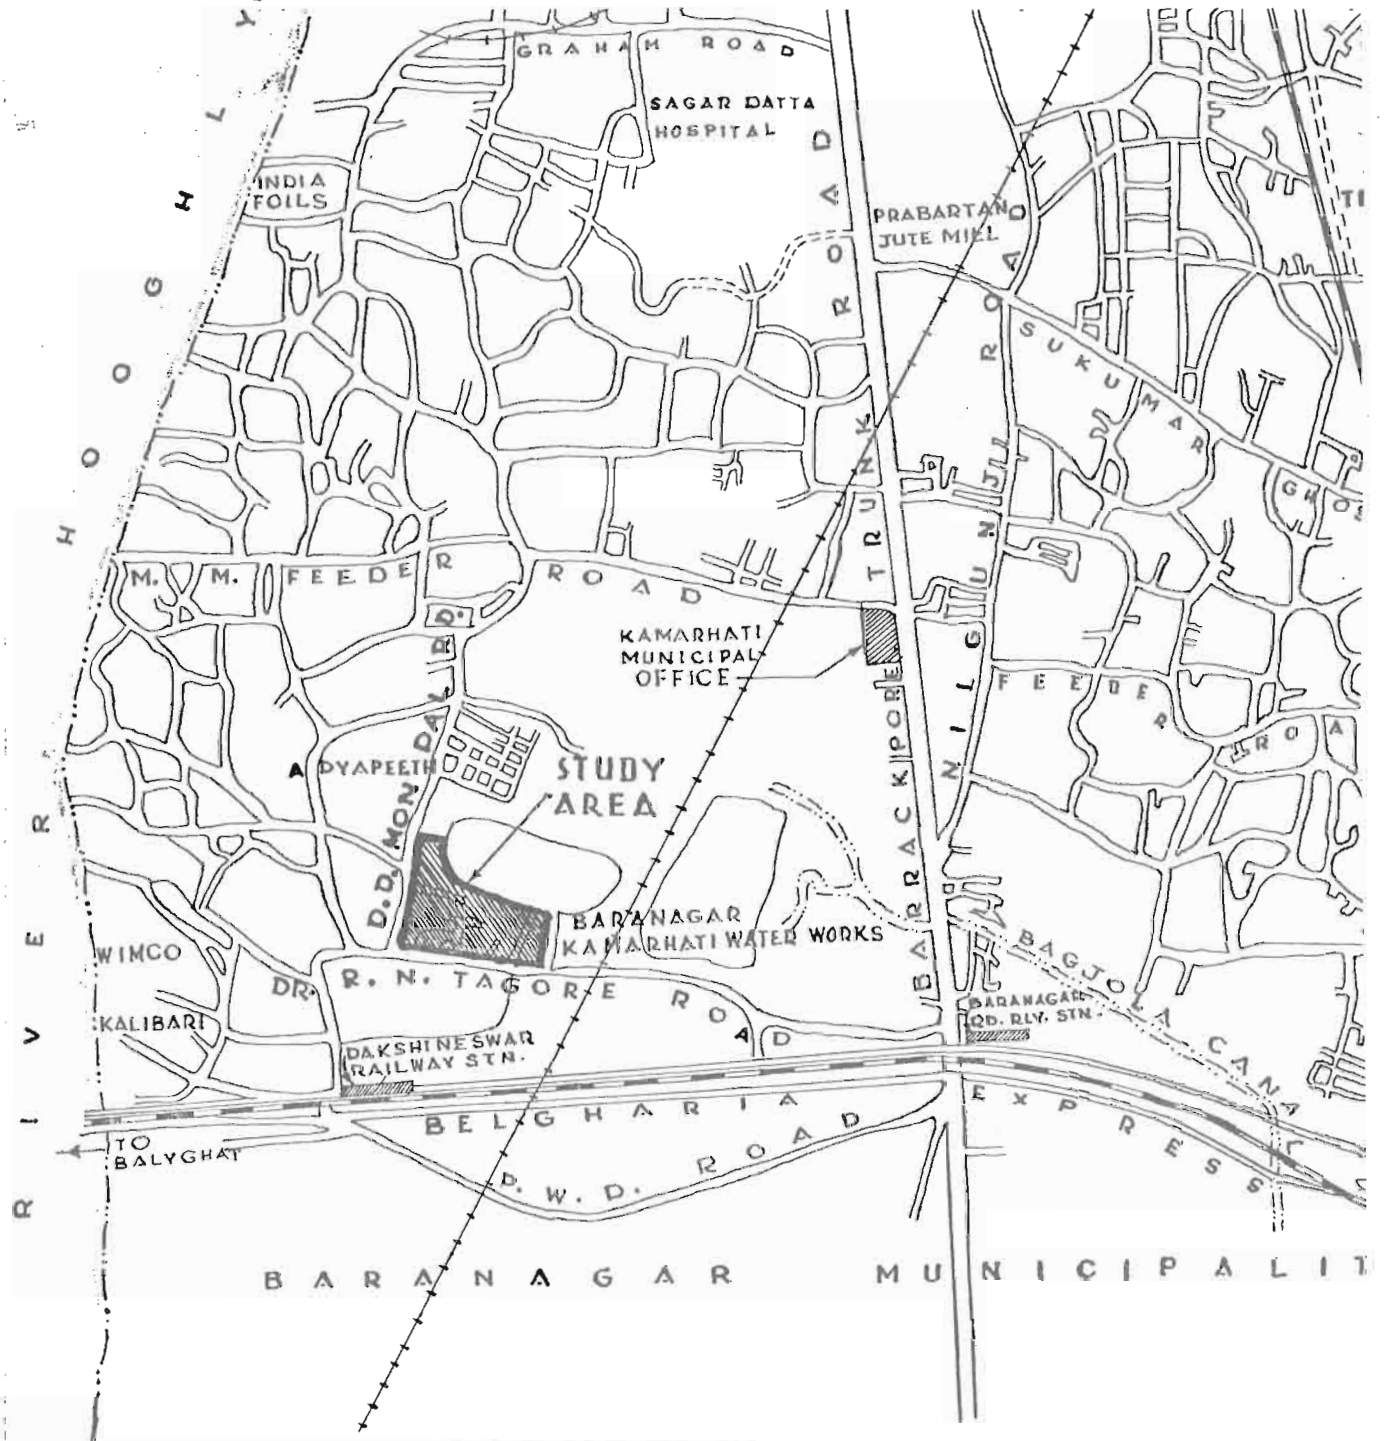 GRAHAM ROAD
SAGAR DATTA
HOSPITAL
INDIA
FOILS
PRABARTAN
JUTE MILL
HOOGHLY
RIVER
BARRACKPORE TRUNK ROAD
NILGUNJ ROAD
SUKUMAR
M. M. FEEDER ROAD
KAMARHATI
MUNICIPAL
OFFICE
FEEDER
ROA
D.D. MONDAL RD.
ADYAPEETH
STUDY
AREA
BARANAGAR
KAMARHATI WATER WORKS
WIMCO
DR. R. N. TAGORE ROAD
KALIBARI
DAKSHINESWAR
RAILWAY STN.
BAGJOLA CANAL
BARANAGAR
RD. RLY. STN.
BELGHARIA
EXPRESS
TO
BALYGHAT
P. W. D. ROAD
BARANAGAR MUNICIPALIT